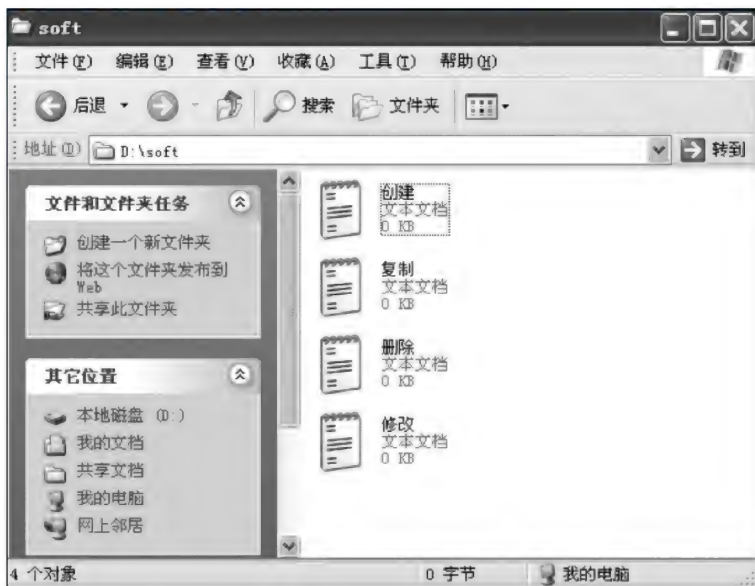 soft
文件(F) 编辑(E) 查看(V) 收藏(A) 工具(T) 帮助(H)
后退 搜索 文件夹
地址(D) D:\soft 转到
文件和文件夹任务
创建一个新文件夹
将这个文件夹发布到
Web
共享此文件夹
其它位置
本地磁盘 (D:)
我的文档
共享文档
我的电脑
网上邻居
创建
文本文档
0 KB
复制
文本文档
0 KB
删除
文本文档
0 KB
修改
文本文档
0 KB
4 个对象 0 字节 我的电脑